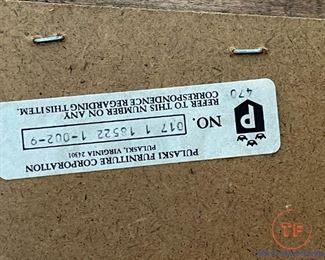 PULASKI FURNITURE CORPORATION
PULASKI, VIRGINIA 24301
NO. 017 1 18522 1-002-9
REFER TO THIS NUMBER ON ANY
CORRESPONDENCE REGARDING THIS ITEM.
470
P
TF